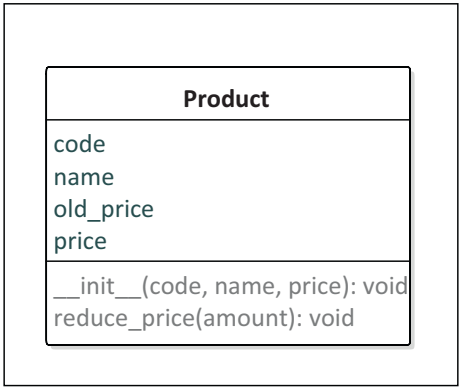 Product
code
name
old_price
price
__init__(code, name, price): void
reduce_price(amount): void